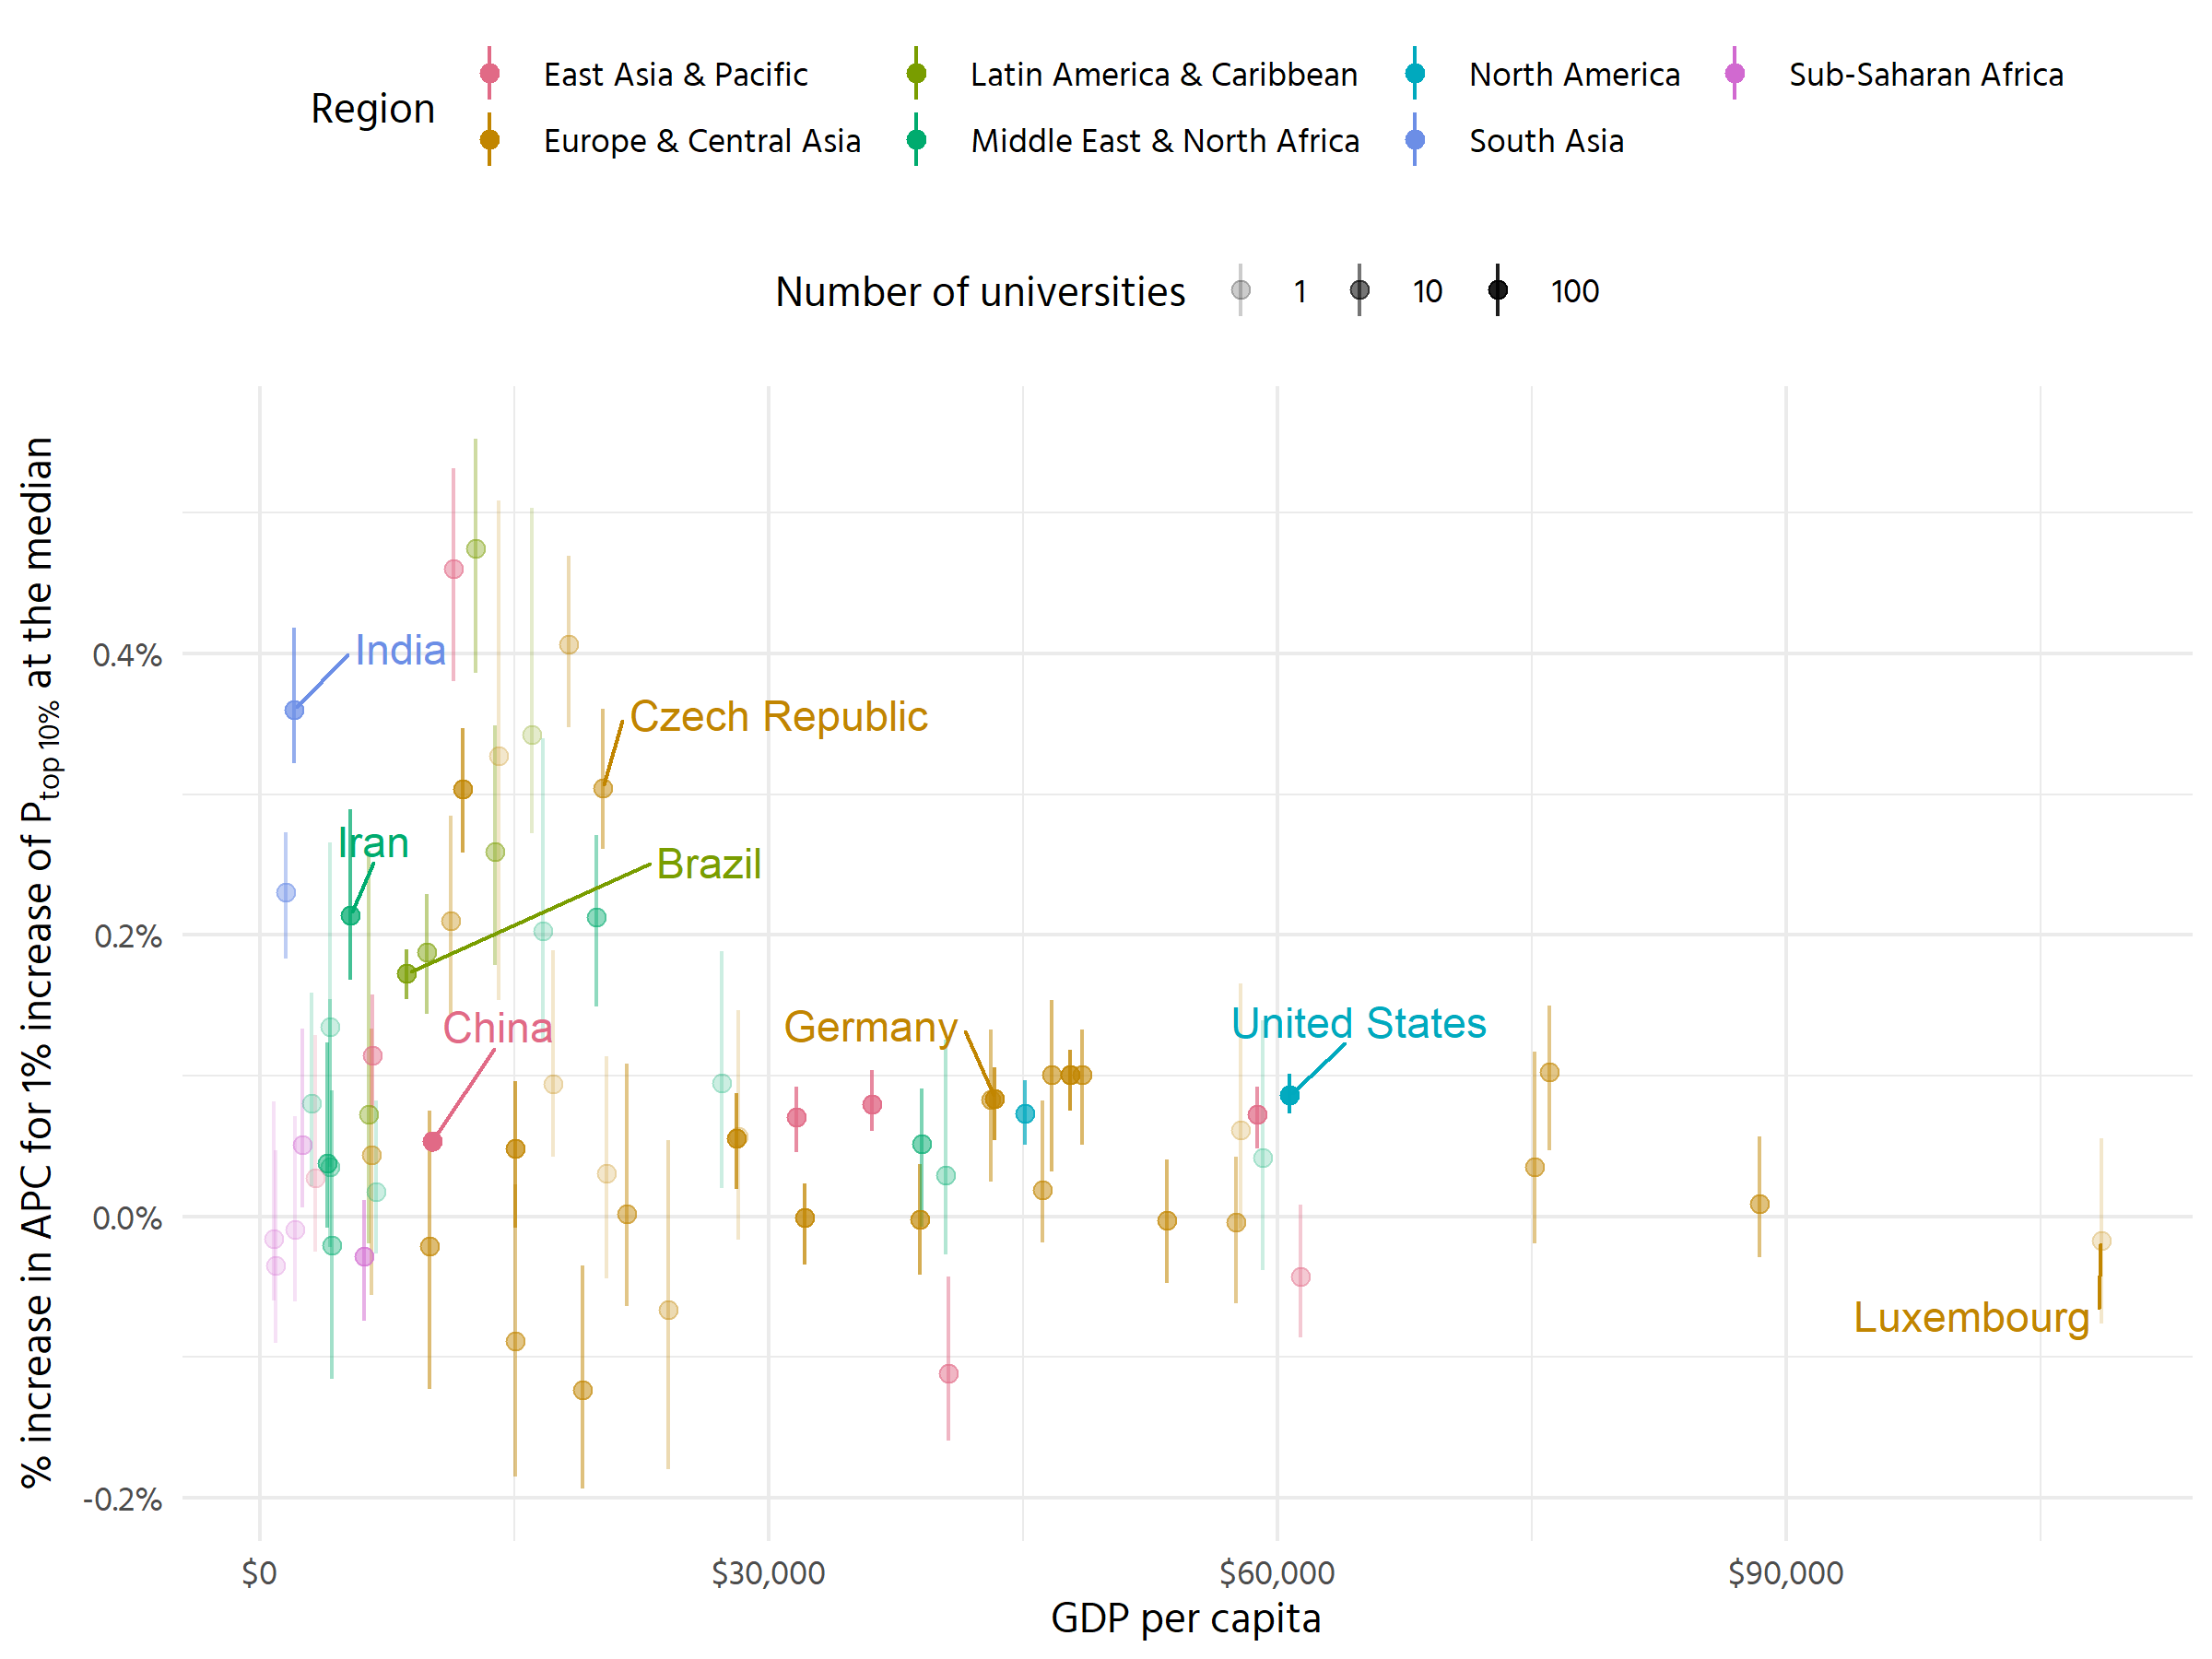 Region
East Asia & Pacific
Latin America & Caribbean
North America
Sub-Saharan Africa
Europe & Central Asia
Middle East & North Africa
South Asia
Number of universities
1
10
100
% increase in APC for 1% increase of Ptop 10% at the median
0.4%
0.2%
0.0%
-0.2%
India
Czech Republic
Iran
Brazil
China
Germany
United States
Luxembourg
$0
$30,000
$60,000
$90,000
GDP per capita